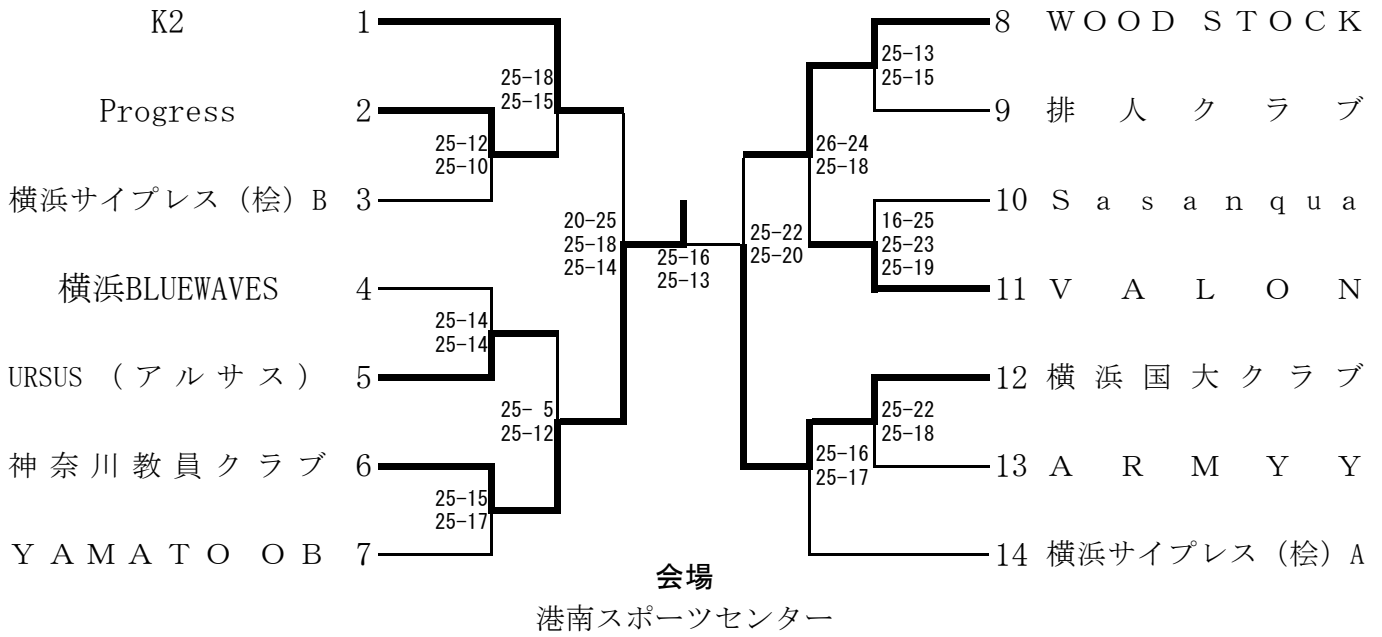 K2 1
25-18
25-15
Progress 2
25-12
25-10
横浜サイプレス（桧）B 3
20-25
25-18
25-14
横浜BLUEWAVES 4
25-14
25-14
URSUS （アルサス） 5
25- 5
25-12
神奈川教員クラブ 6
25-15
25-17
ＹＡＭＡＴＯ ＯＢ 7
25-16
25-13
8 ＷＯＯＤ ＳＴＯＣＫ
25-13
25-15
9 排人クラブ
26-24
25-18
10 Ｓａｓａｎｑｕａ
16-25
25-23
25-19
25-22
25-20
11 ＶＡＬＯＮ
12 横浜国大クラブ
25-22
25-18
13 ＡＲＭＹＹ
25-16
25-17
14 横浜サイプレス（桧）A
会場
港南スポーツセンター